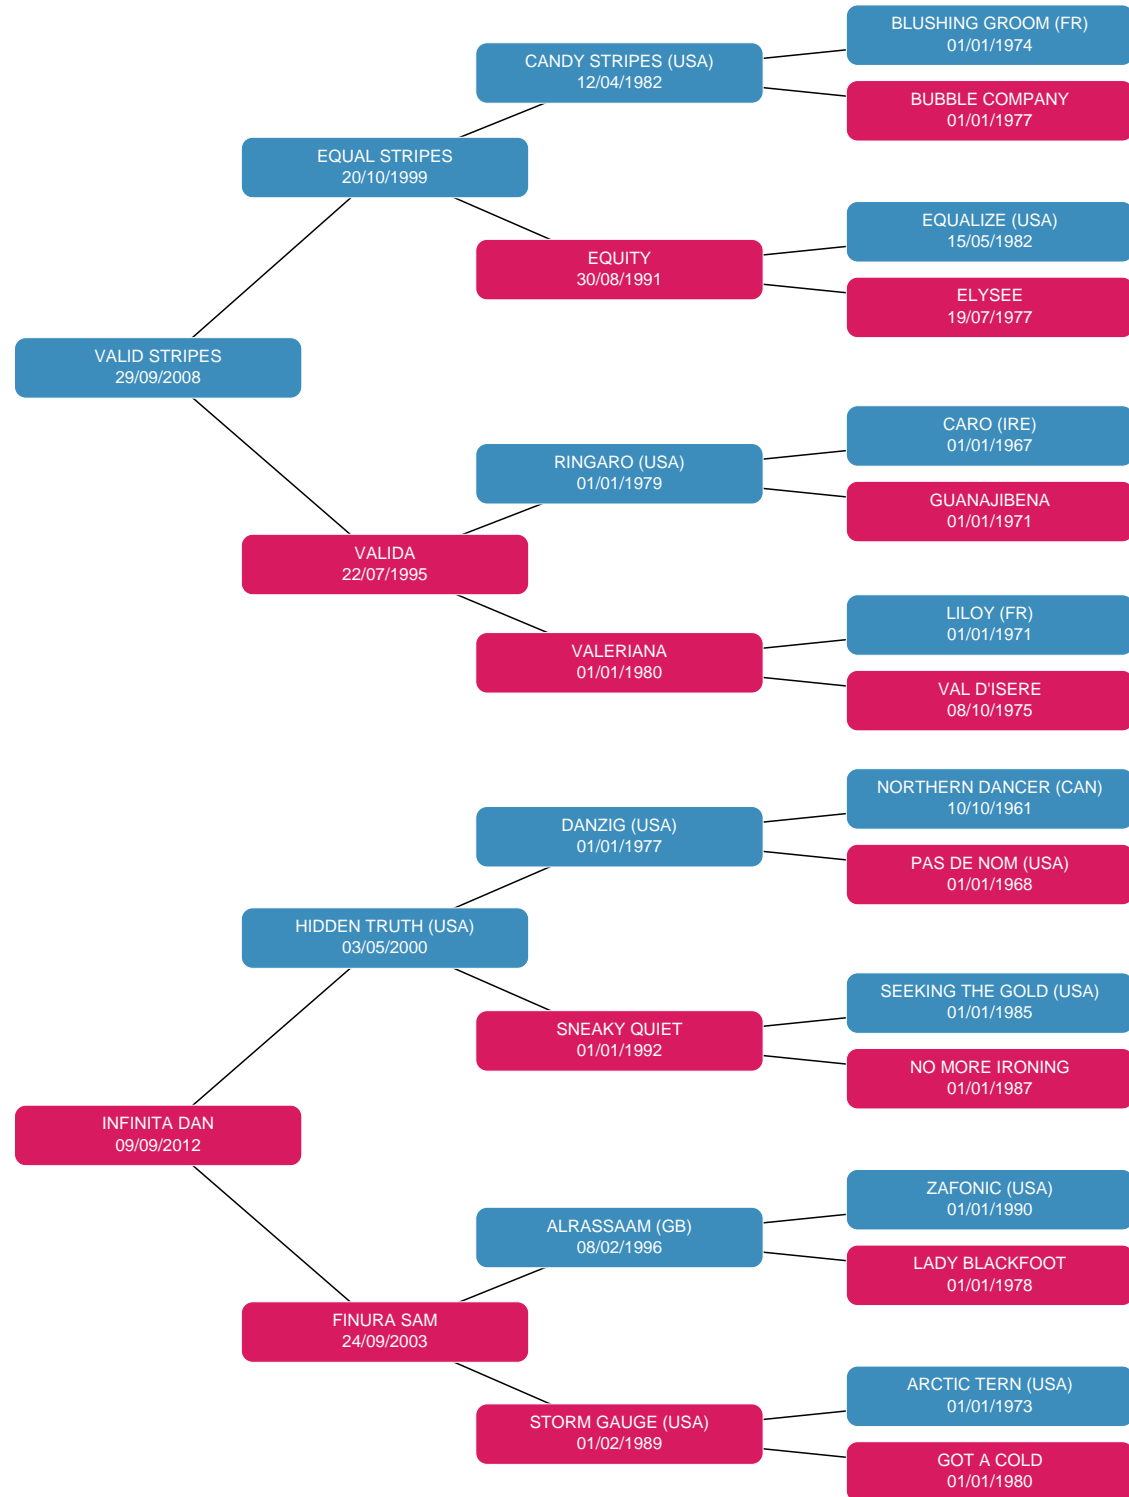 BLUSHING GROOM (FR)
01/01/1974
CANDY STRIPES (USA)
12/04/1982
BUBBLE COMPANY
01/01/1977
EQUAL STRIPES
20/10/1999
EQUALIZE (USA)
15/05/1982
EQUITY
30/08/1991
ELYSEE
19/07/1977
VALID STRIPES
29/09/2008
CARO (IRE)
01/01/1967
RINGARO (USA)
01/01/1979
GUANAJIBENA
01/01/1971
VALIDA
22/07/1995
LILOY (FR)
01/01/1971
VALERIANA
01/01/1980
VAL D'ISERE
08/10/1975
NORTHERN DANCER (CAN)
10/10/1961
DANZIG (USA)
01/01/1977
PAS DE NOM (USA)
01/01/1968
HIDDEN TRUTH (USA)
03/05/2000
SEEKING THE GOLD (USA)
01/01/1985
SNEAKY QUIET
01/01/1992
NO MORE IRONING
01/01/1987
INFINITA DAN
09/09/2012
ZAFONIC (USA)
01/01/1990
ALRASSAAM (GB)
08/02/1996
LADY BLACKFOOT
01/01/1978
FINURA SAM
24/09/2003
ARCTIC TERN (USA)
01/01/1973
STORM GAUGE (USA)
01/02/1989
GOT A COLD
01/01/1980